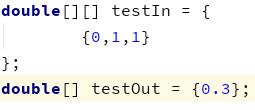 double[][] testIn = {
{0,1,1}
};
double[] testOut = {0.3};